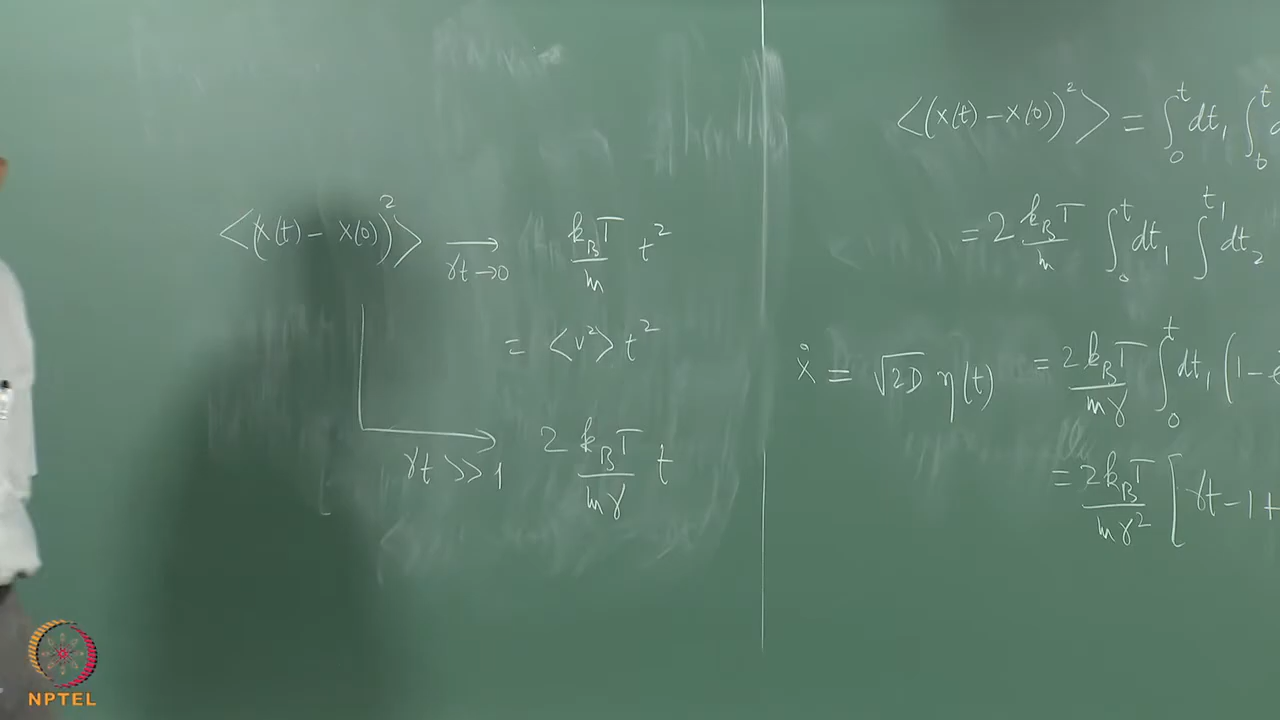 ⟨(x(t) – x(0))²⟩ ⟶ k_BT/m t²
γt→0
= ⟨v²⟩ t²
γt >> 1 2 k_BT/mγ t
⟨(x(t) – x(0))²⟩ = ∫₀ᵗ dt₁ ∫₀ᵗ d
= 2 k_BT/m ∫₀ᵗ dt₁ ∫^t₁ dt₂
ẋ = √2D η(t) = 2k_BT/mγ ∫₀ᵗ dt₁ (1–e
= 2k_BT/mγ² [γt – 1 +
NPTEL